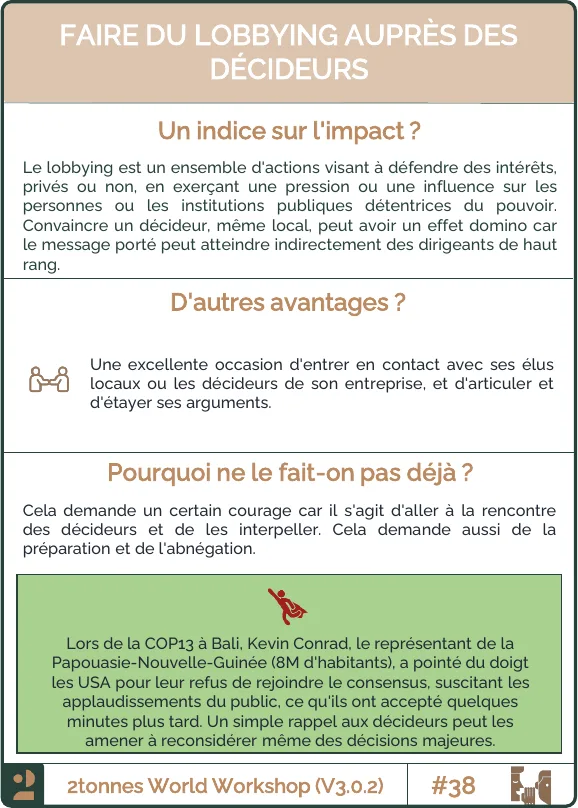 FAIRE DU LOBBYING AUPRÈS DES
DÉCIDEURS
Un indice sur l'impact ?
Le lobbying est un ensemble d'actions visant à défendre des intérêts,
privés ou non, en exerçant une pression ou une influence sur les
personnes ou les institutions publiques détentrices du pouvoir.
Convaincre un décideur, même local, peut avoir un effet domino car
le message porté peut atteindre indirectement des dirigeants de haut
rang.
D'autres avantages ?
Une excellente occasion d'entrer en contact avec ses élus
locaux ou les décideurs de son entreprise, et d'articuler et
d'étayer ses arguments.
Pourquoi ne le fait-on pas déjà ?
Cela demande un certain courage car il s'agit d'aller à la rencontre
des décideurs et de les interpeller. Cela demande aussi de la
préparation et de l'abnégation.
Lors de la COP13 à Bali, Kevin Conrad, le représentant de la
Papouasie-Nouvelle-Guinée (8M d'habitants), a pointé du doigt
les USA pour leur refus de rejoindre le consensus, suscitant les
applaudissements du public, ce qu'ils ont accepté quelques
minutes plus tard. Un simple rappel aux décideurs peut les
amener à reconsidérer même des décisions majeures.
2tonnes World Workshop (V3.0.2)
#38